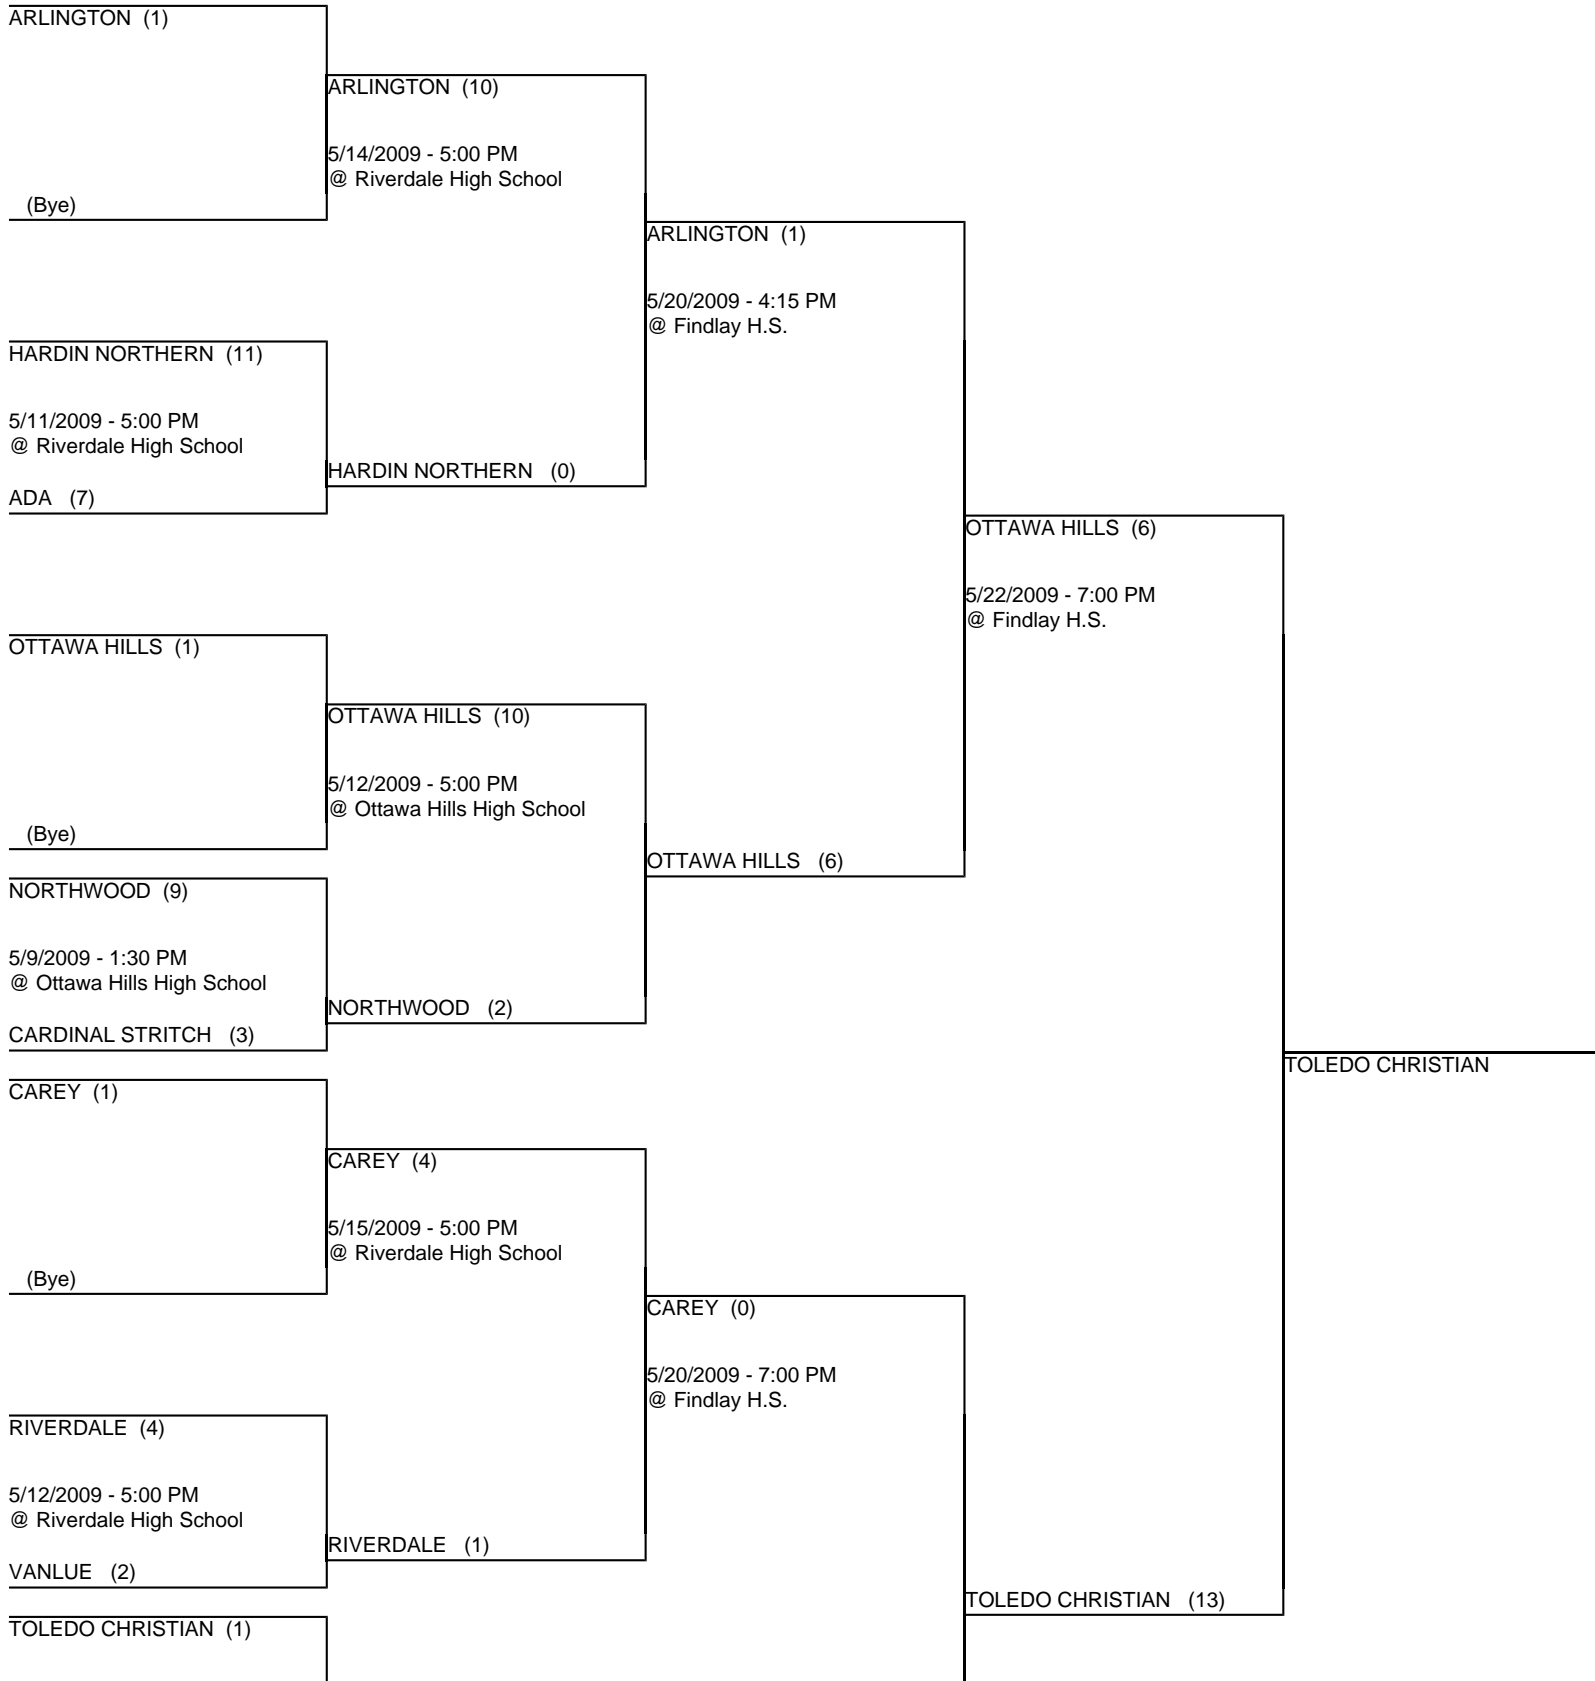 ARLINGTON (1)
(Bye)
HARDIN NORTHERN (11)
5/11/2009 - 5:00 PM
@ Riverdale High School
ADA (7)
OTTAWA HILLS (1)
(Bye)
NORTHWOOD (9)
5/9/2009 - 1:30 PM
@ Ottawa Hills High School
CARDINAL STRITCH (3)
CAREY (1)
(Bye)
RIVERDALE (4)
5/12/2009 - 5:00 PM
@ Riverdale High School
VANLUE (2)
TOLEDO CHRISTIAN (1)
ARLINGTON (10)
5/14/2009 - 5:00 PM
@ Riverdale High School
HARDIN NORTHERN (0)
OTTAWA HILLS (10)
5/12/2009 - 5:00 PM
@ Ottawa Hills High School
NORTHWOOD (2)
CAREY (4)
5/15/2009 - 5:00 PM
@ Riverdale High School
RIVERDALE (1)
ARLINGTON (1)
5/20/2009 - 4:15 PM
@ Findlay H.S.
OTTAWA HILLS (6)
CAREY (0)
5/20/2009 - 7:00 PM
@ Findlay H.S.
OTTAWA HILLS (6)
5/22/2009 - 7:00 PM
@ Findlay H.S.
TOLEDO CHRISTIAN (13)
TOLEDO CHRISTIAN